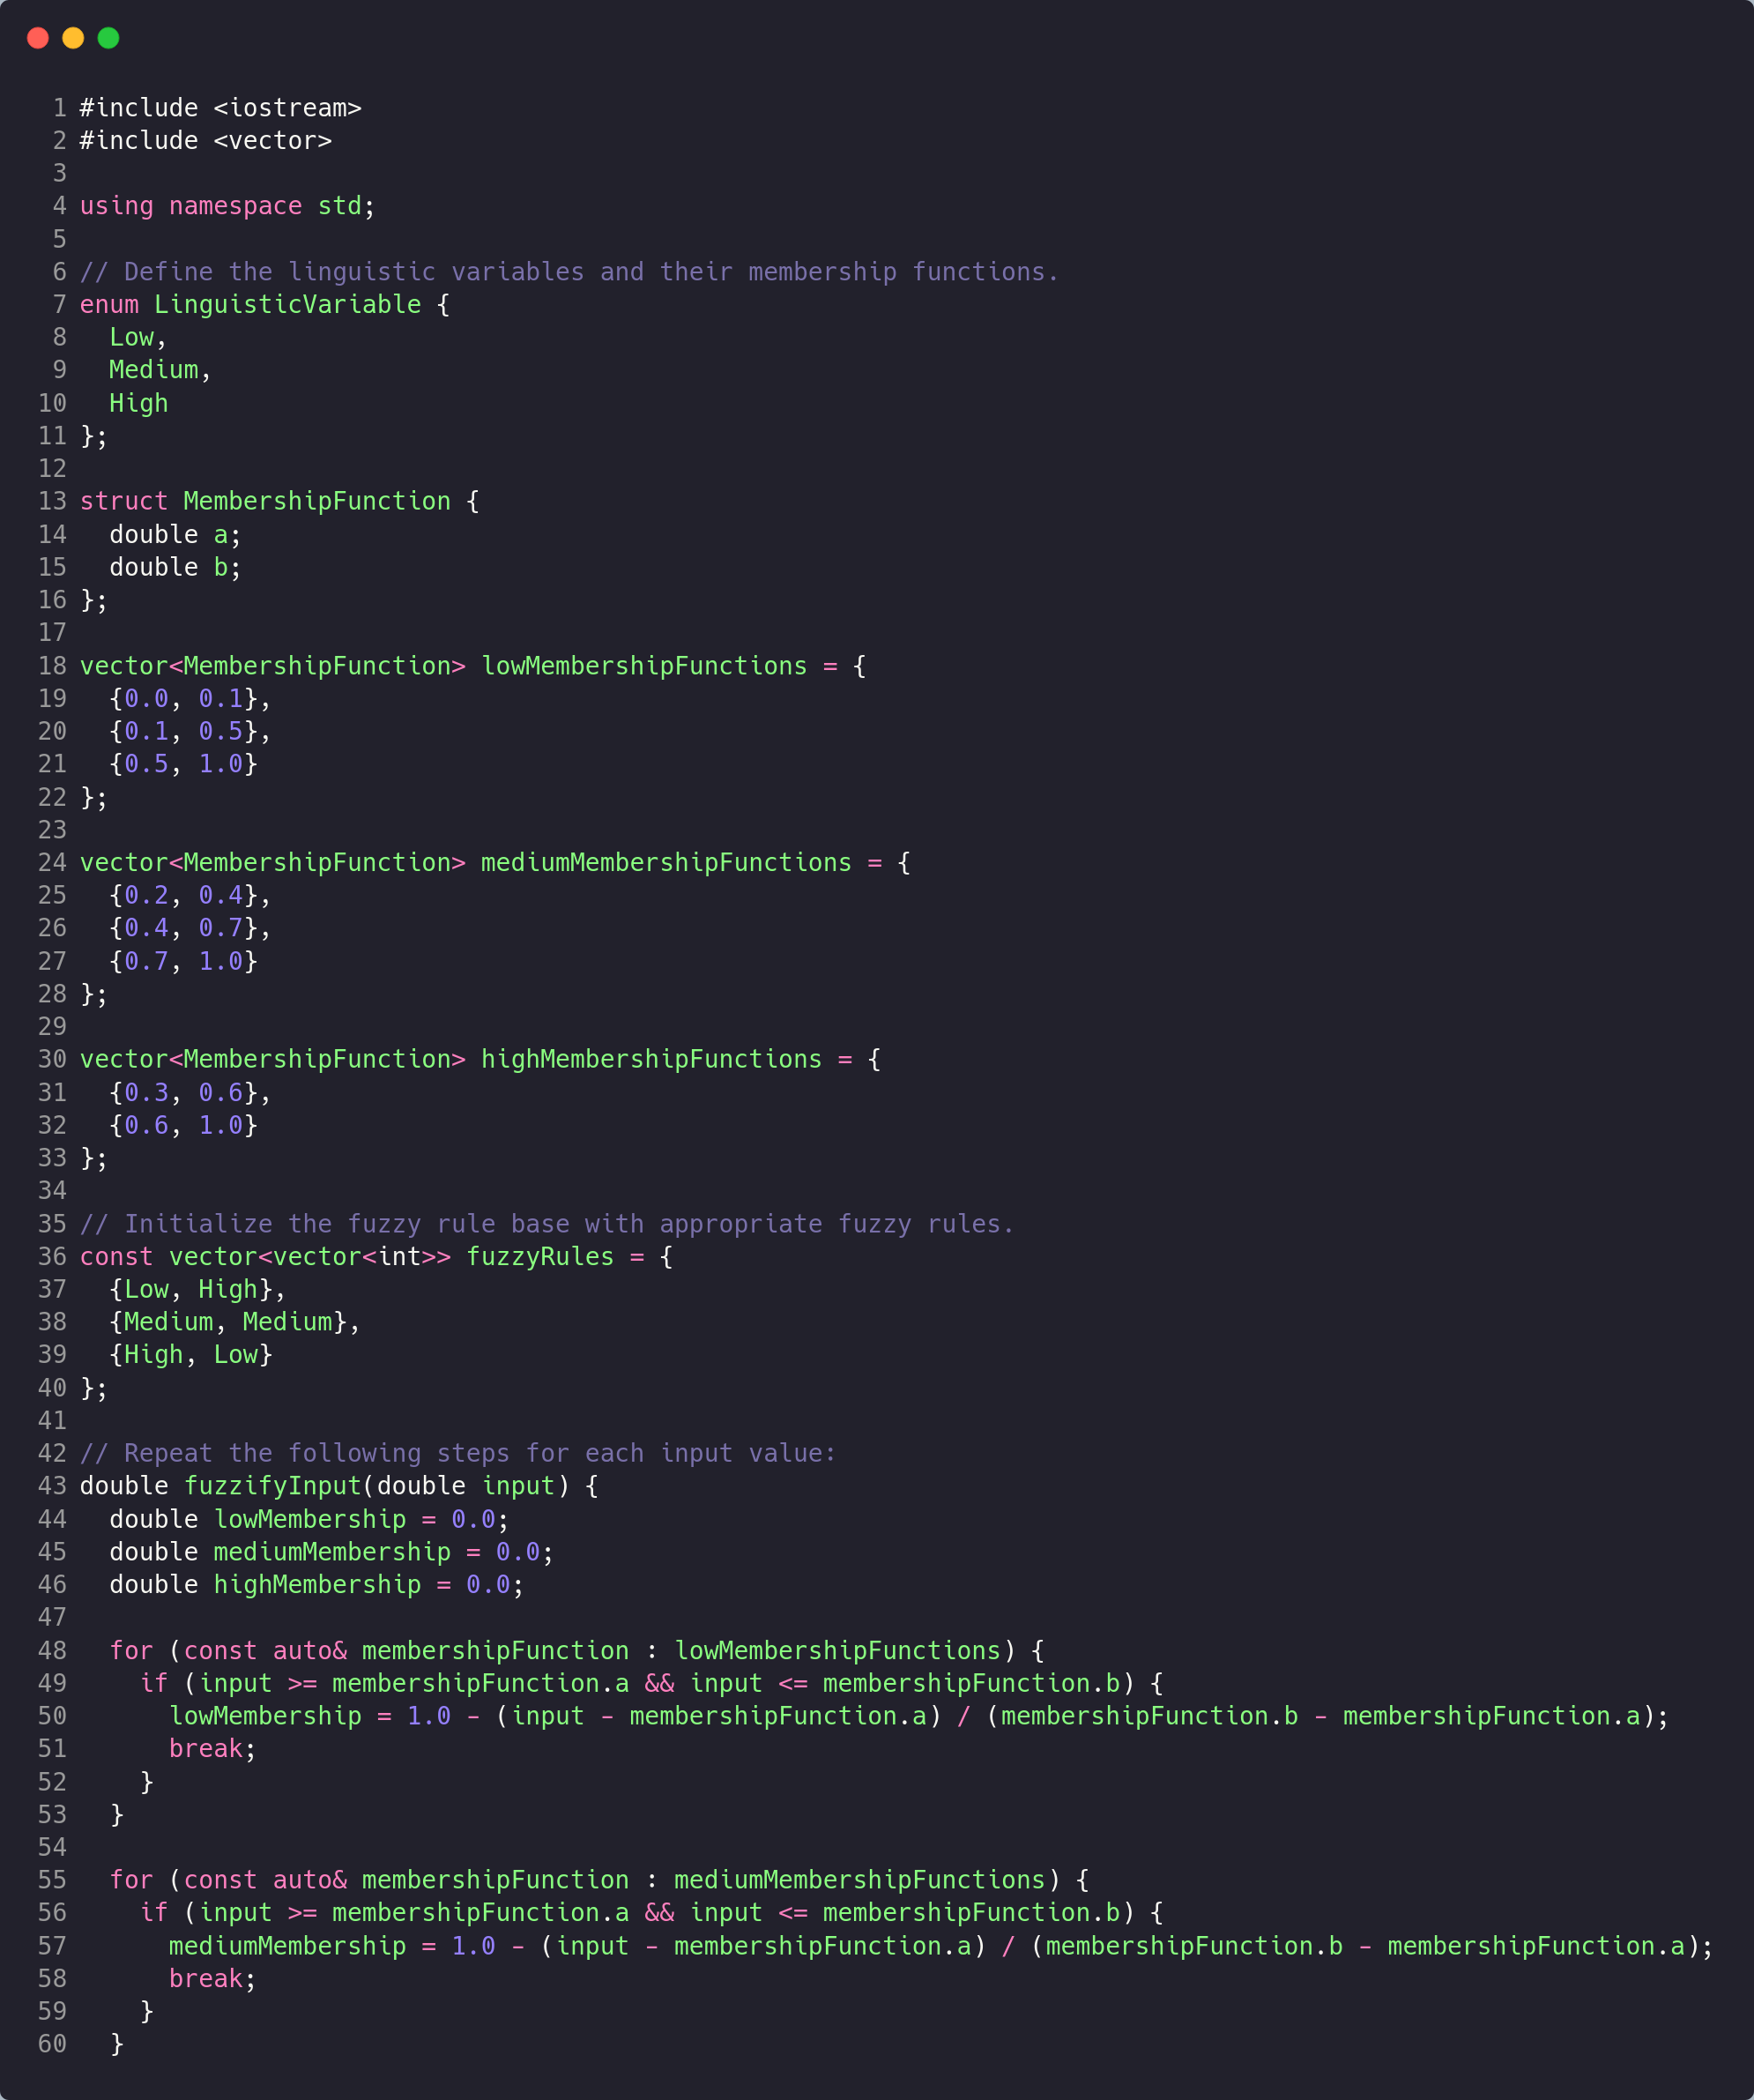 1 #include <iostream>
2 #include <vector>
3
4 using namespace std;
5
6 // Define the linguistic variables and their membership functions.
7 enum LinguisticVariable {
8   Low,
9   Medium,
10   High
11 };
12
13 struct MembershipFunction {
14   double a;
15   double b;
16 };
17
18 vector<MembershipFunction> lowMembershipFunctions = {
19   {0.0, 0.1},
20   {0.1, 0.5},
21   {0.5, 1.0}
22 };
23
24 vector<MembershipFunction> mediumMembershipFunctions = {
25   {0.2, 0.4},
26   {0.4, 0.7},
27   {0.7, 1.0}
28 };
29
30 vector<MembershipFunction> highMembershipFunctions = {
31   {0.3, 0.6},
32   {0.6, 1.0}
33 };
34
35 // Initialize the fuzzy rule base with appropriate fuzzy rules.
36 const vector<vector<int>> fuzzyRules = {
37   {Low, High},
38   {Medium, Medium},
39   {High, Low}
40 };
41
42 // Repeat the following steps for each input value:
43 double fuzzifyInput(double input) {
44   double lowMembership = 0.0;
45   double mediumMembership = 0.0;
46   double highMembership = 0.0;
47
48   for (const auto& membershipFunction : lowMembershipFunctions) {
49     if (input >= membershipFunction.a && input <= membershipFunction.b) {
50       lowMembership = 1.0 - (input - membershipFunction.a) / (membershipFunction.b - membershipFunction.a);
51       break;
52     }
53   }
54
55   for (const auto& membershipFunction : mediumMembershipFunctions) {
56     if (input >= membershipFunction.a && input <= membershipFunction.b) {
57       mediumMembership = 1.0 - (input - membershipFunction.a) / (membershipFunction.b - membershipFunction.a);
58       break;
59     }
60   }